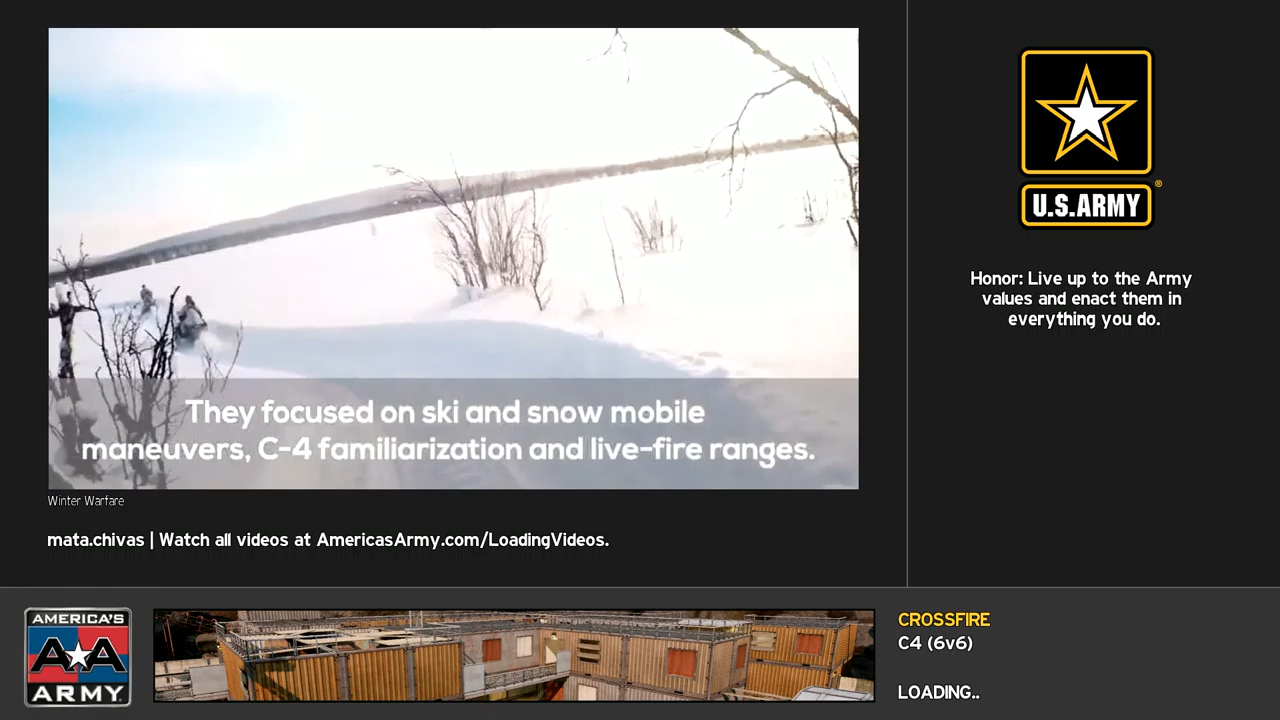 They focused on ski and snow mobile
maneuvers, C-4 familiarization and live-fire ranges.
Winter Warfare
mata.chivas | Watch all videos at AmericasArmy.com/LoadingVideos.
U.S.ARMY®
Honor: Live up to the Army
values and enact them in
everything you do.
AMERICA'S
AA
ARMY
CROSSFIRE
C4 (6v6)
LOADING..